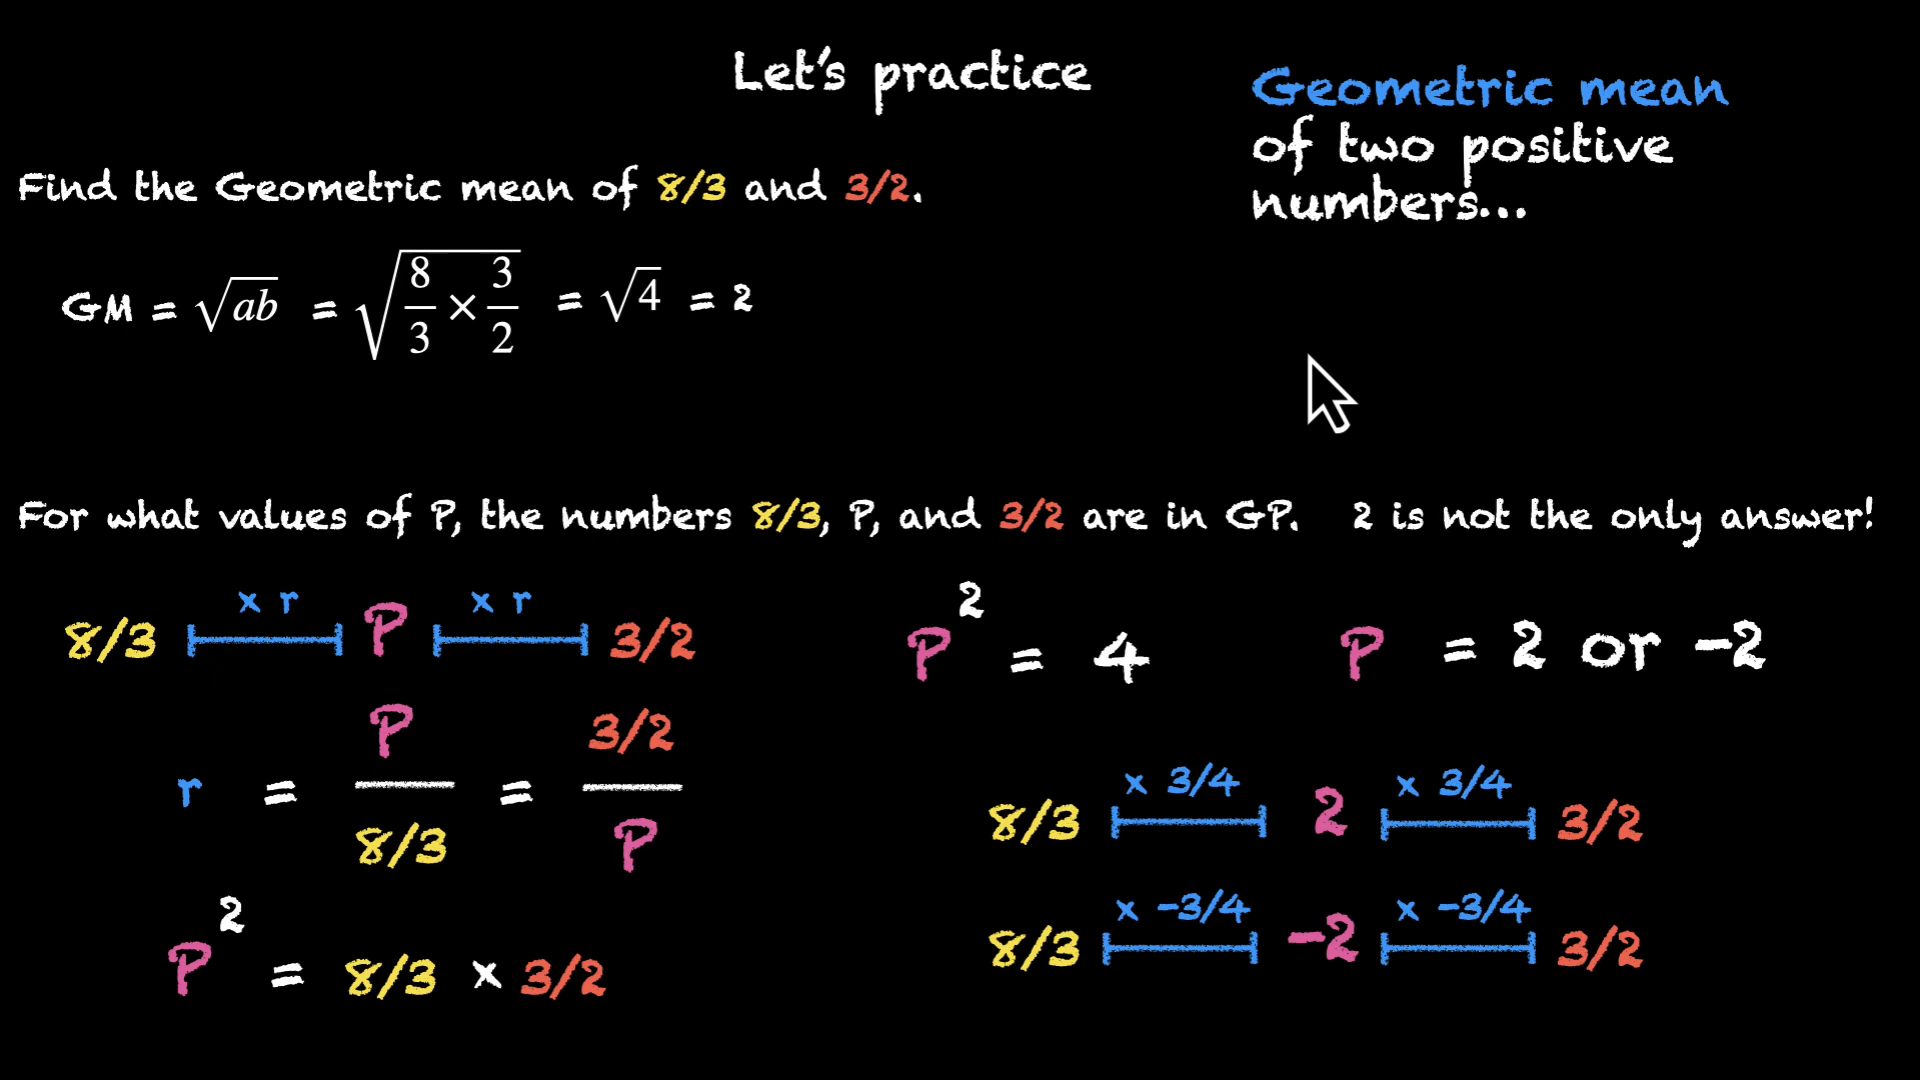 Let's practice
Geometric mean
of two positive
numbers...
Find the Geometric mean of 8/3 and 3/2.
GM = √ab = √(8/3 × 3/2) = √4 = 2
For what values of P, the numbers 8/3, P, and 3/2 are in GP. 2 is not the only answer!
x r x r
8/3 P 3/2
r = P / 8/3 = 3/2 / P
P² = 8/3 x 3/2
P² = 4 P = 2 or -2
x 3/4 x 3/4
8/3 2 3/2
x -3/4 x -3/4
8/3 -2 3/2